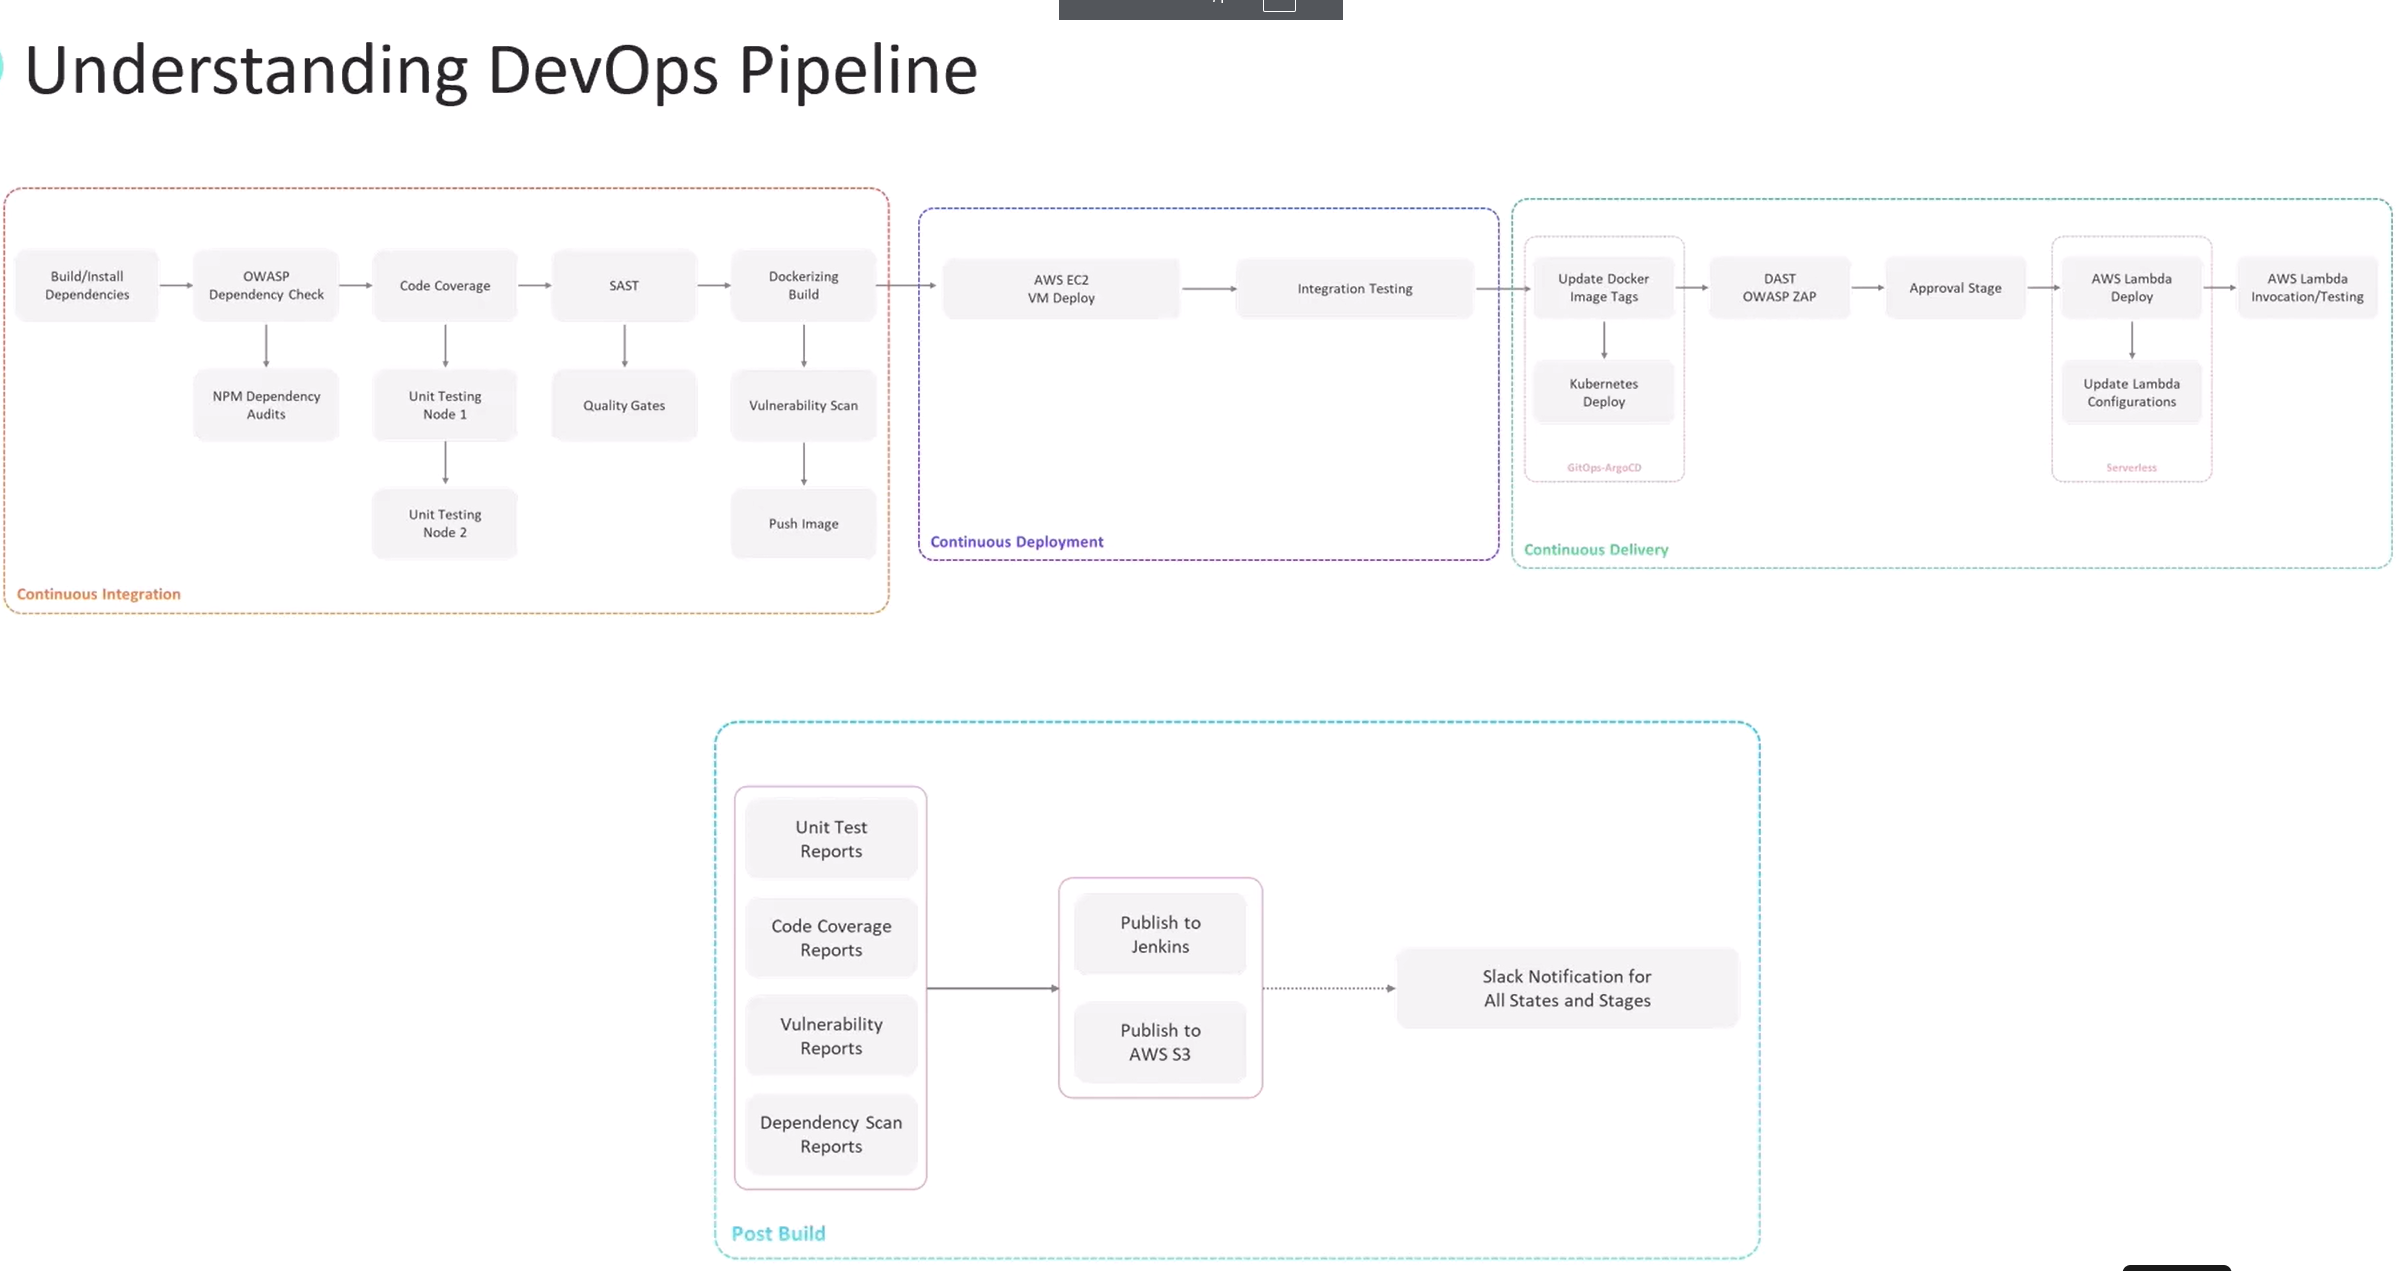 Understanding DevOps Pipeline
Build/Install
Dependencies
OWASP
Dependency Check
Code Coverage
SAST
Dockerizing
Build
NPM Dependency
Audits
Unit Testing
Node 1
Quality Gates
Vulnerability Scan
Unit Testing
Node 2
Push Image
Continuous Integration
AWS EC2
VM Deploy
Integration Testing
Continuous Deployment
Update Docker
Image Tags
DAST
OWASP ZAP
Approval Stage
AWS Lambda
Deploy
AWS Lambda
Invocation/Testing
Kubernetes
Deploy
Update Lambda
Configurations
GitOps-ArgoCD
Serverless
Continuous Delivery
Unit Test
Reports
Code Coverage
Reports
Vulnerability
Reports
Dependency Scan
Reports
Publish to
Jenkins
Publish to
AWS S3
Slack Notification for
All States and Stages
Post Build